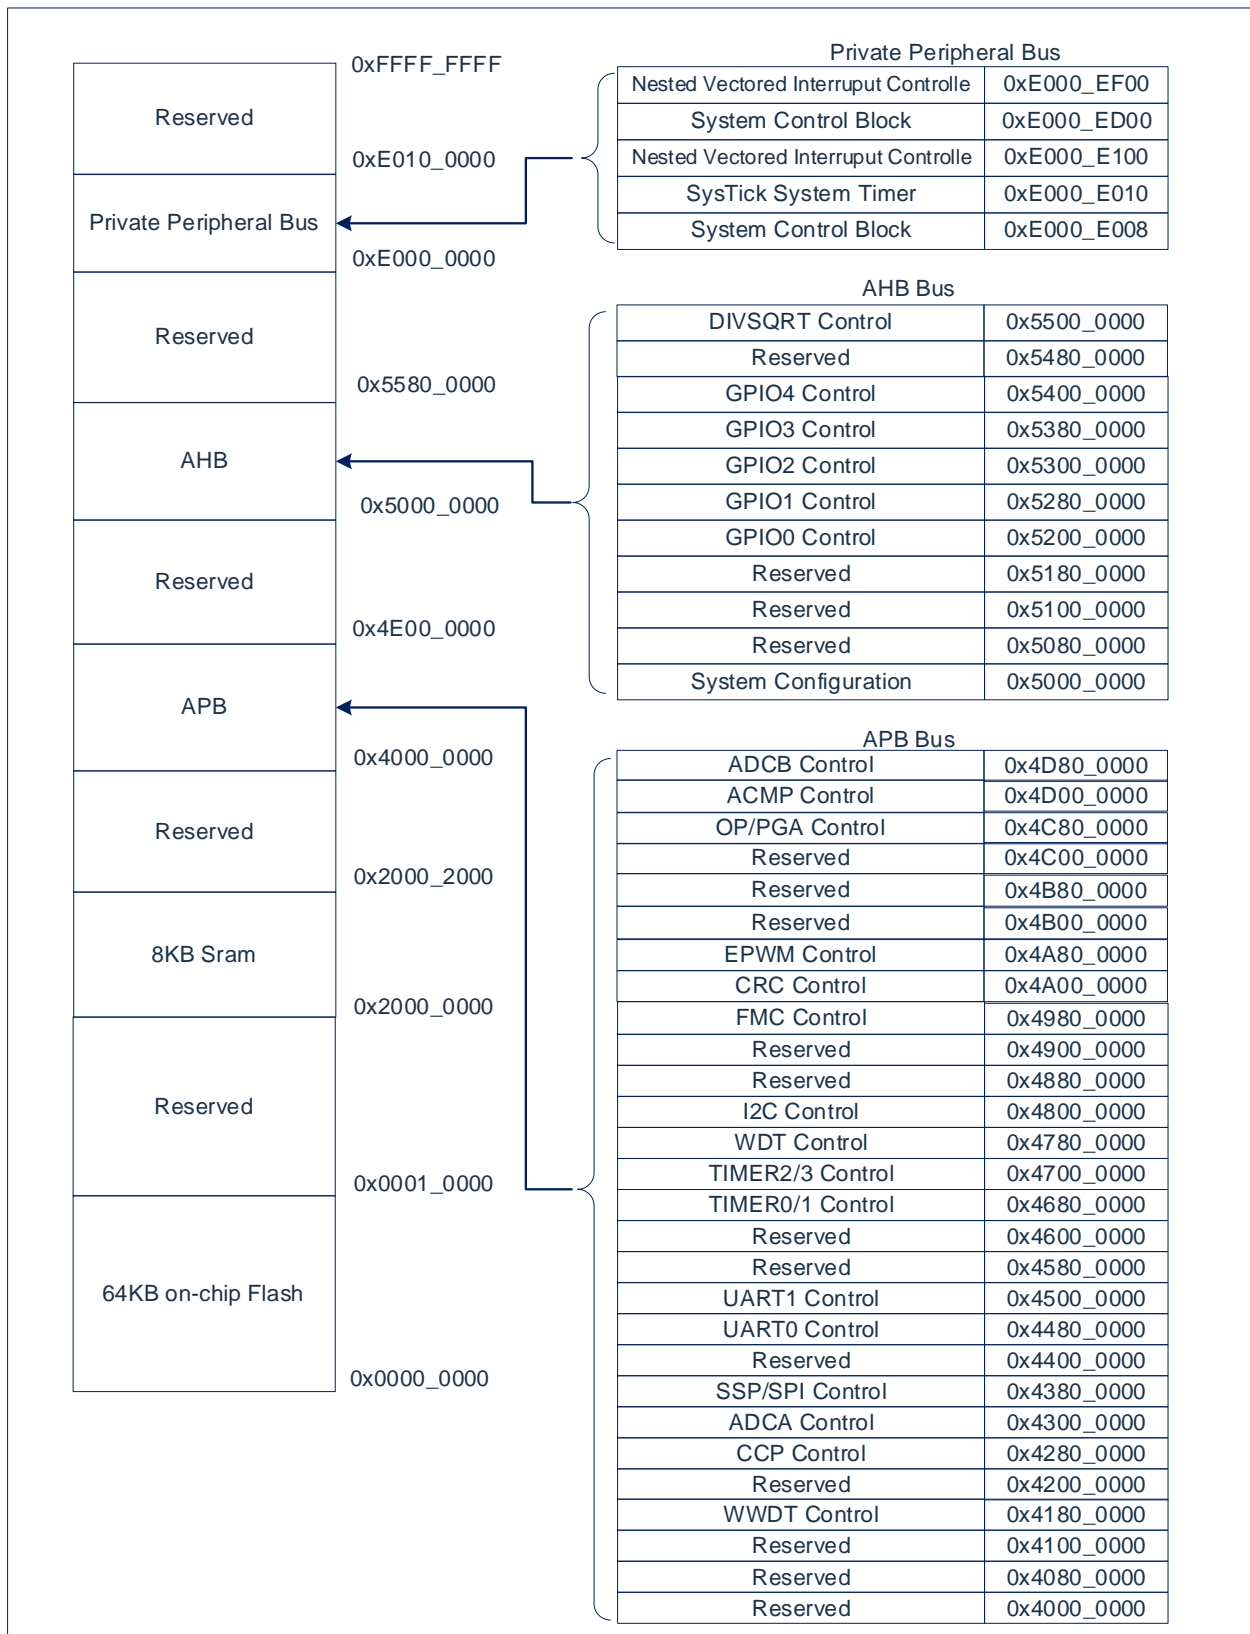 0xFFFF_FFFF
Reserved
0xE010_0000
Private Peripheral Bus
0xE000_0000
Reserved
0x5580_0000
AHB
0x5000_0000
Reserved
0x4E00_0000
APB
0x4000_0000
Reserved
0x2000_2000
8KB Sram
0x2000_0000
Reserved
0x0001_0000
64KB on-chip Flash
0x0000_0000
Private Peripheral Bus
Nested Vectored Interruput Controlle 0xE000_EF00
System Control Block 0xE000_ED00
Nested Vectored Interruput Controlle 0xE000_E100
SysTick System Timer 0xE000_E010
System Control Block 0xE000_E008
AHB Bus
DIVSQRT Control 0x5500_0000
Reserved 0x5480_0000
GPIO4 Control 0x5400_0000
GPIO3 Control 0x5380_0000
GPIO2 Control 0x5300_0000
GPIO1 Control 0x5280_0000
GPIO0 Control 0x5200_0000
Reserved 0x5180_0000
Reserved 0x5100_0000
Reserved 0x5080_0000
System Configuration 0x5000_0000
APB Bus
ADCB Control 0x4D80_0000
ACMP Control 0x4D00_0000
OP/PGA Control 0x4C80_0000
Reserved 0x4C00_0000
Reserved 0x4B80_0000
Reserved 0x4B00_0000
EPWM Control 0x4A80_0000
CRC Control 0x4A00_0000
FMC Control 0x4980_0000
Reserved 0x4900_0000
Reserved 0x4880_0000
I2C Control 0x4800_0000
WDT Control 0x4780_0000
TIMER2/3 Control 0x4700_0000
TIMER0/1 Control 0x4680_0000
Reserved 0x4600_0000
Reserved 0x4580_0000
UART1 Control 0x4500_0000
UART0 Control 0x4480_0000
Reserved 0x4400_0000
SSP/SPI Control 0x4380_0000
ADCA Control 0x4300_0000
CCP Control 0x4280_0000
Reserved 0x4200_0000
WWDT Control 0x4180_0000
Reserved 0x4100_0000
Reserved 0x4080_0000
Reserved 0x4000_0000